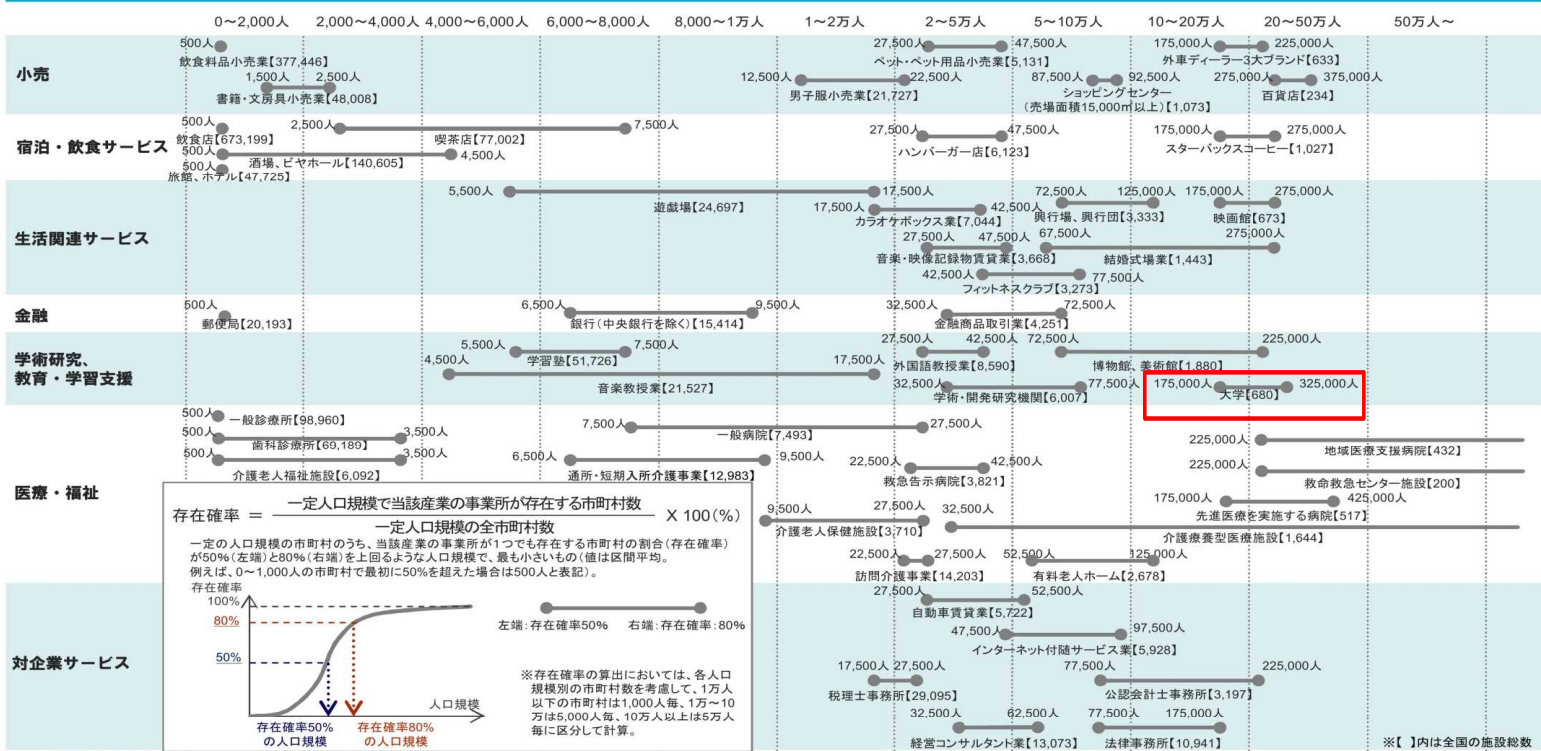 0～2,000人 2,000～4,000人 4,000～6,000人 6,000～8,000人 8,000～1万人 1～2万人 2～5万人 5～10万人 10～20万人 20～50万人 50万人～
小売
500人
飲食料品小売業【377,446】
1,500人 2,500人
書籍・文房具小売業【48,008】
12,500人 22,500人
男子服小売業【21,727】
27,500人 47,500人
ペット・ペット用品小売業【5,131】
87,500人 92,500人
ショッピングセンター
（売場面積15,000㎡以上）【1,073】
175,000人 225,000人
外車ディーラー3大ブランド【633】
275,000人 375,000人
百貨店【234】
宿泊・飲食サービス
500人
飲食店【673,199】
2,500人 7,500人
喫茶店【77,002】
500人 4,500人
酒場、ビヤホール【140,605】
500人
旅館、ホテル【47,725】
27,500人 47,500人
ハンバーガー店【6,123】
175,000人 275,000人
スターバックスコーヒー【1,027】
生活関連サービス
5,500人 17,500人
遊戯場【24,697】
17,500人 42,500人
カラオケボックス業【7,044】
27,500人 47,500人
音楽・映像記録物賃貸業【3,668】
42,500人 77,500人
フィットネスクラブ【3,273】
72,500人 125,000人
興行場、興行団【3,333】
67,500人 275,000人
結婚式場業【1,443】
175,000人 275,000人
映画館【673】
金融
500人
郵便局【20,193】
6,500人 9,500人
銀行（中央銀行を除く）【15,414】
32,500人 72,500人
金融商品取引業【4,251】
学術研究、
教育・学習支援
5,500人 7,500人
学習塾【51,726】
4,500人 17,500人
音楽教授業【21,527】
27,500人 42,500人
外国語教授業【8,590】
32,500人 77,500人
学術・開発研究機関【6,007】
72,500人 225,000人
博物館、美術館【1,880】
175,000人 325,000人
大学【680】
医療・福祉
500人
一般診療所【98,960】
500人 3,500人
歯科診療所【69,189】
500人 3,500人
介護老人福祉施設【6,092】
7,500人 27,500人
一般病院【7,493】
6,500人 9,500人
通所・短期入所介護事業【12,983】
22,500人 42,500人
救急告示病院【3,821】
9,500人 27,500人
介護老人保健施設【3,710】
32,500人
介護療養型医療施設【1,644】
22,500人 27,500人
訪問介護事業【14,203】
52,500人 125,000人
有料老人ホーム【2,678】
225,000人
地域医療支援病院【432】
225,000人
救命救急センター施設【200】
175,000人 425,000人
先進医療を実施する病院【517】
対企業サービス
27,500人 52,500人
自動車賃貸業【5,722】
47,500人 97,500人
インターネット付随サービス業【5,928】
17,500人 27,500人
税理士事務所【29,095】
77,500人 225,000人
公認会計士事務所【3,197】
32,500人 62,500人
経営コンサルタント業【13,073】
77,500人 175,000人
法律事務所【10,941】
存在確率 ＝ 一定人口規模で当該産業の事業所が存在する市町村数
一定人口規模の全市町村数
X 100(%)
一定の人口規模の市町村のうち、当該産業の事業所が1つでも存在する市町村の割合（存在確率）
が50%（左端）と80%（右端）を上回るような人口規模で、最も小さいもの（値は区間平均。
例えば、0～1,000人の市町村で最初に50%を超えた場合は500人と表記）。
存在確率
100%
80%
50%
人口規模
存在確率50%
の人口規模
存在確率80%
の人口規模
左端：存在確率50% 右端：存在確率：80%
※存在確率の算出においては、各人口
規模別の市町村数を考慮して、1万人
以下の市町村は1,000人毎、1万～10
万は5,000人毎、10万人以上は5万人
毎に区分して計算。
※【 】内は全国の施設総数